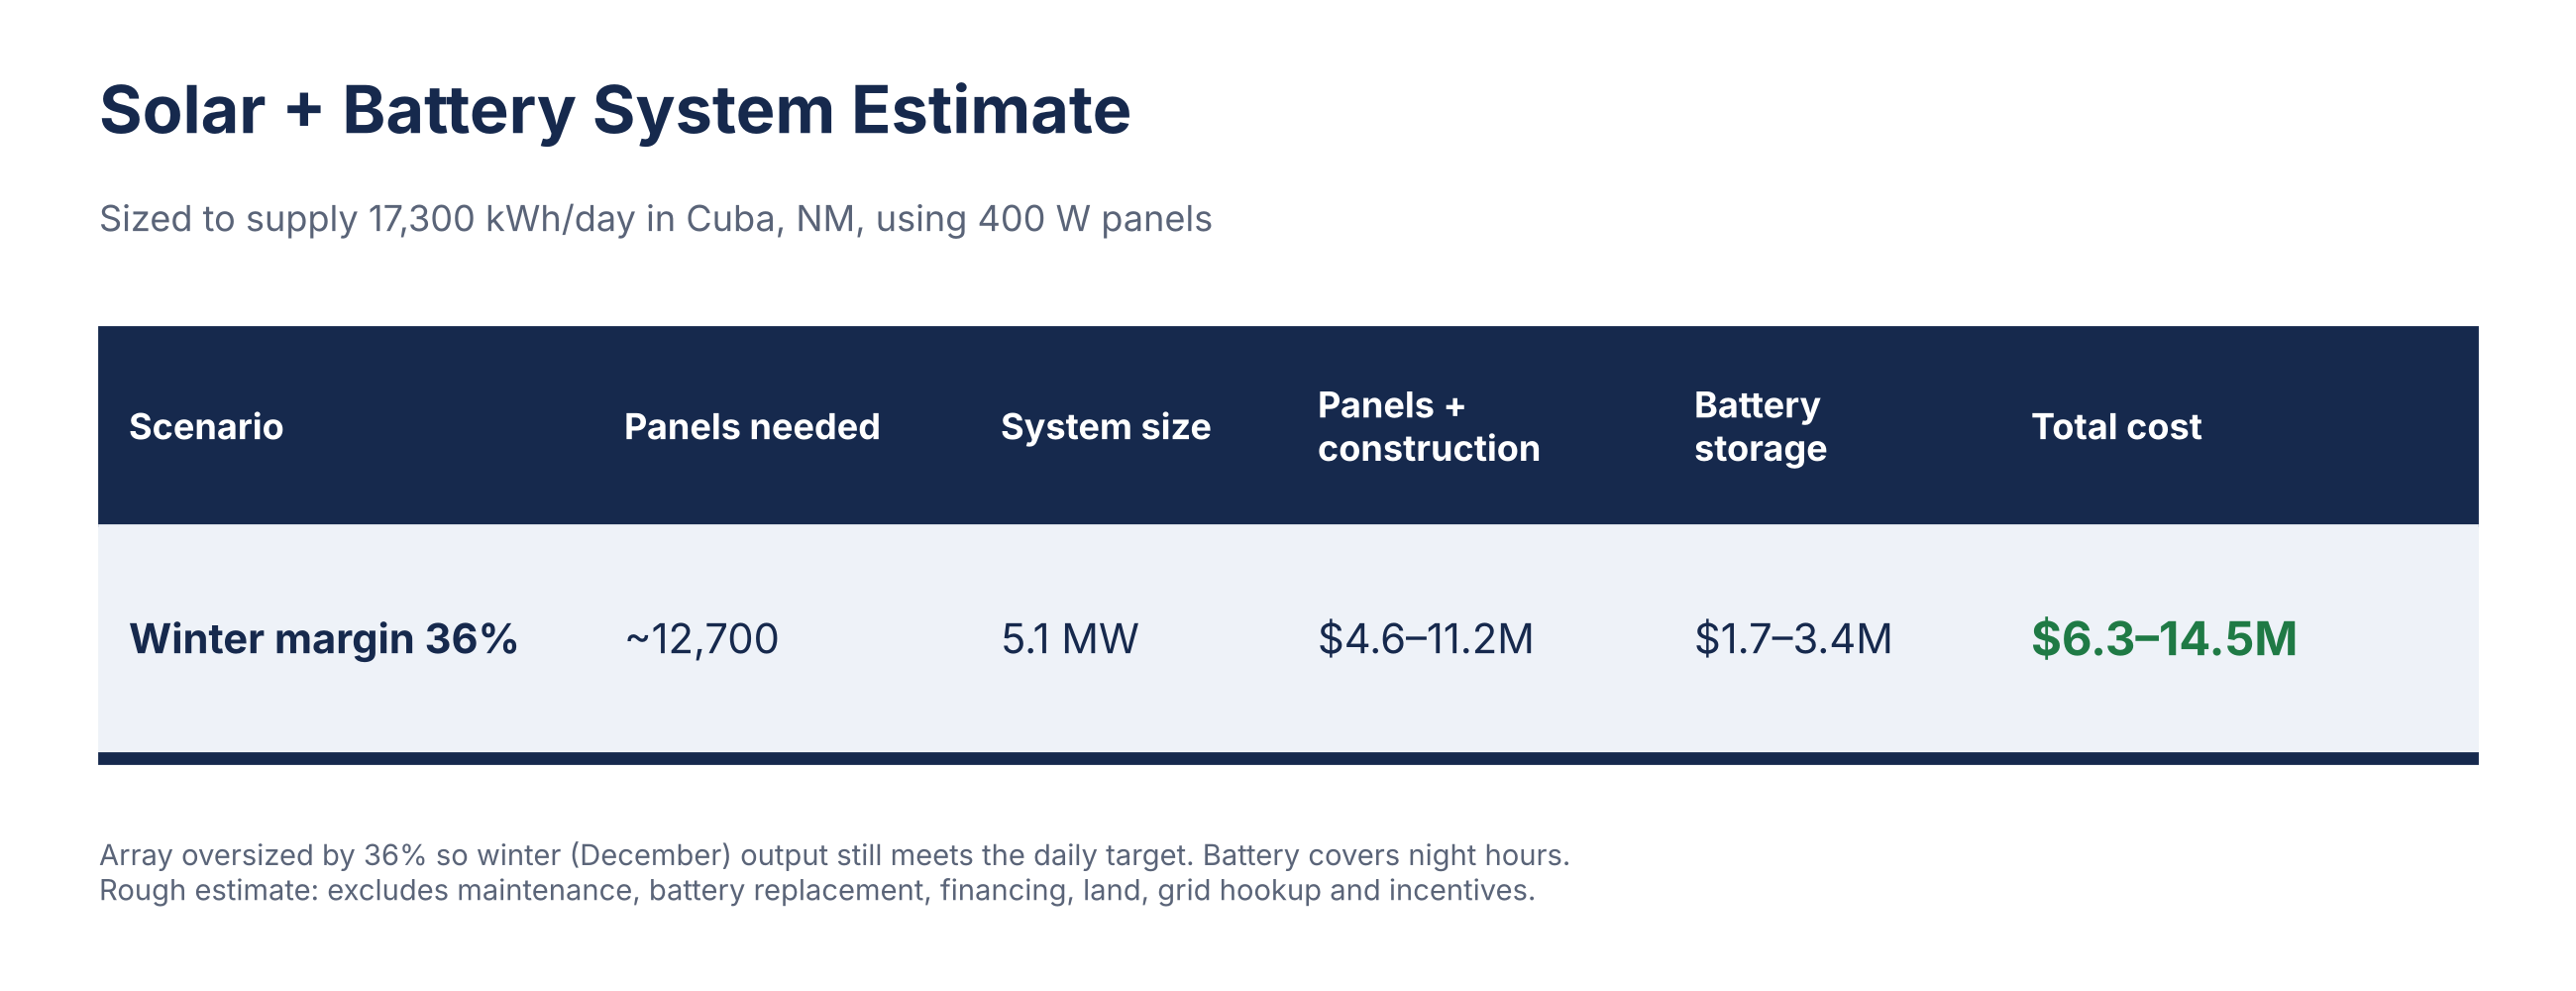 Solar + Battery System Estimate
Sized to supply 17,300 kWh/day in Cuba, NM, using 400 W panels
Scenario
Panels needed
System size
Panels +
construction
Battery
storage
Total cost
Winter margin 36%
~12,700
5.1 MW
$4.6–11.2M
$1.7–3.4M
$6.3–14.5M
Array oversized by 36% so winter (December) output still meets the daily target. Battery covers night hours.
Rough estimate: excludes maintenance, battery replacement, financing, land, grid hookup and incentives.